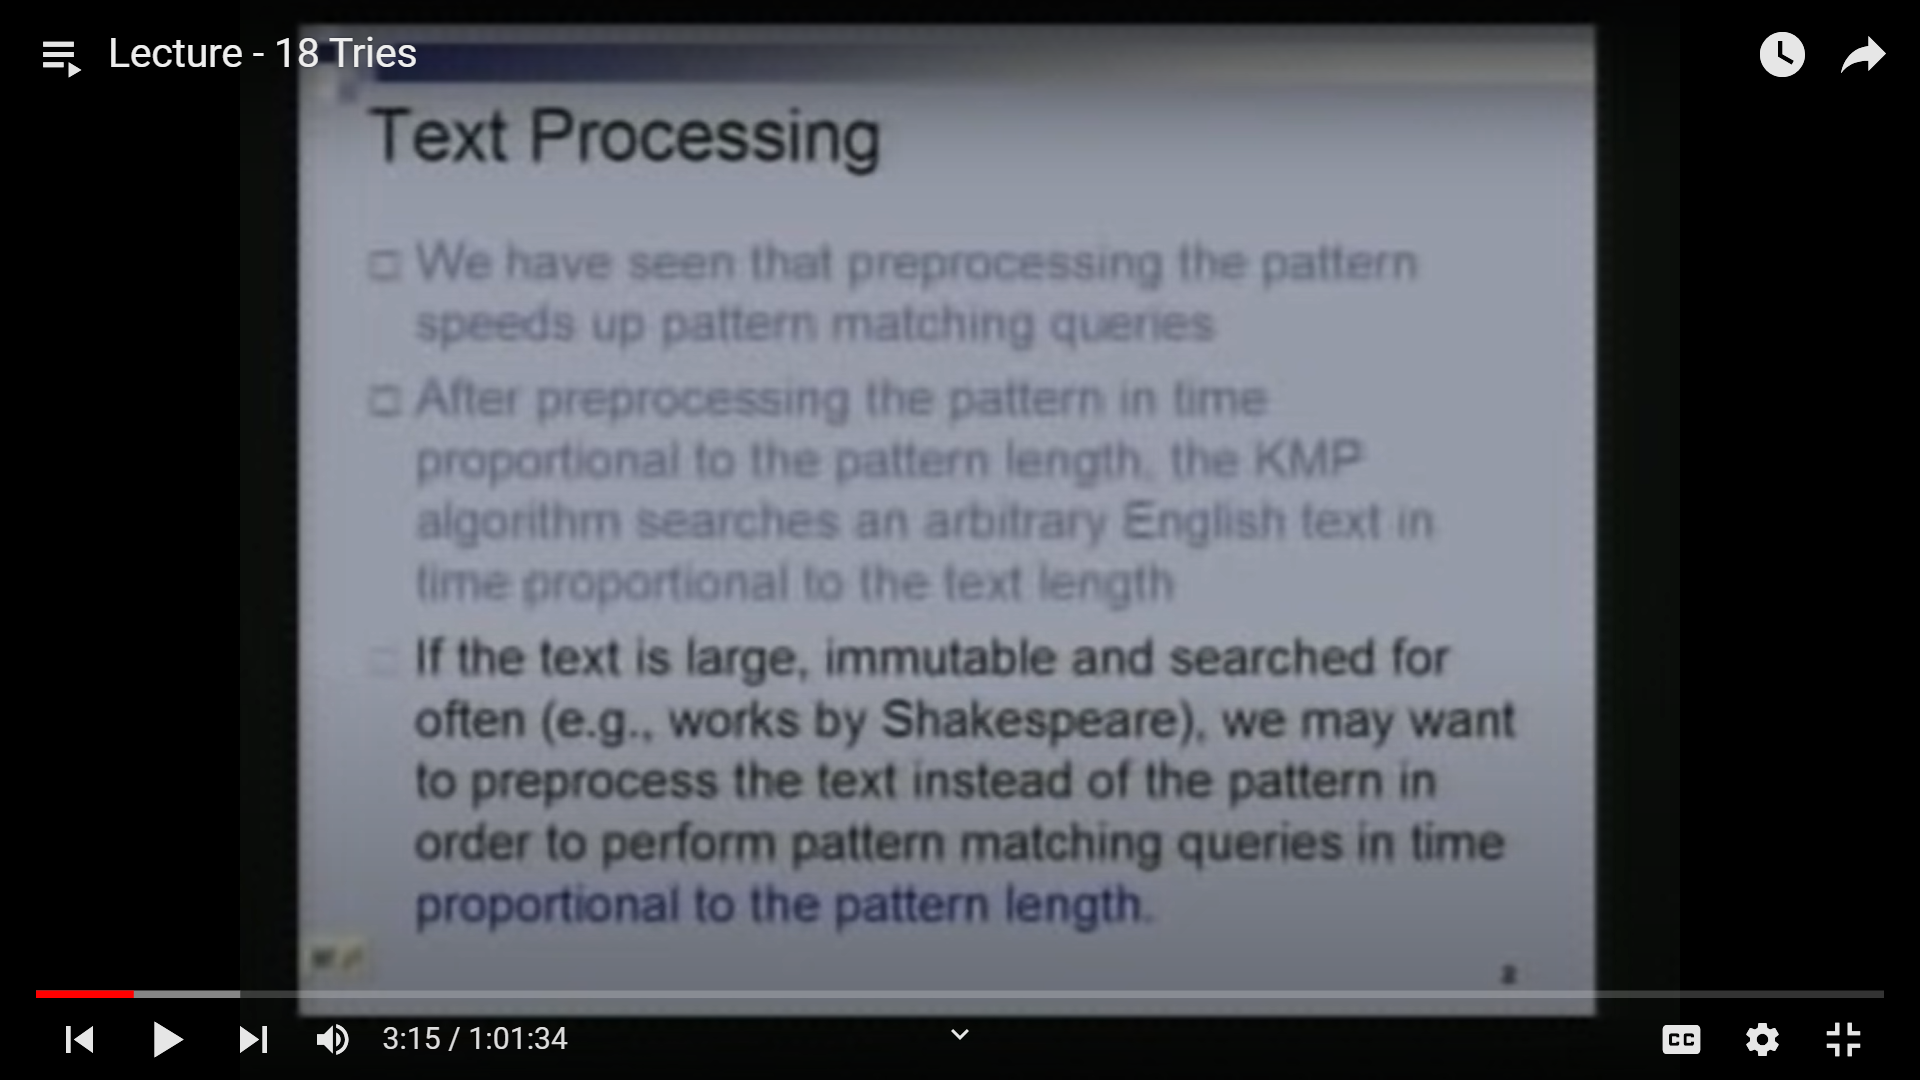 Lecture - 18 Tries
Text Processing
We have seen that preprocessing the pattern
speeds up pattern matching queries
After preprocessing the pattern in time
proportional to the pattern length, the KMP
algorithm searches an arbitrary English text in
time proportional to the text length
If the text is large, immutable and searched for
often (e.g., works by Shakespeare), we may want
to preprocess the text instead of the pattern in
order to perform pattern matching queries in time
proportional to the pattern length.
2
3:15 / 1:01:34
CC